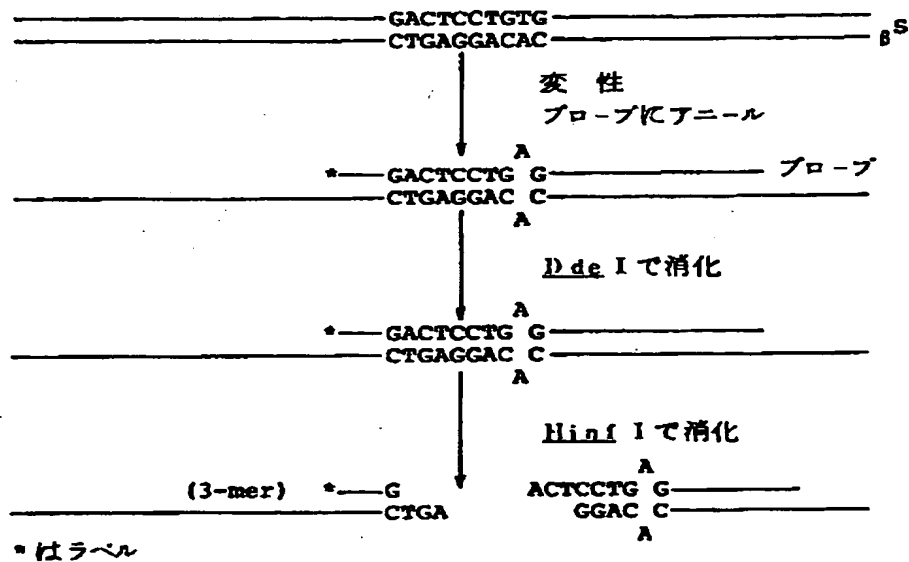 GACTCCTGTG
CTGAGGACAC
βS
変性
プローブにアニール
A
* GACTCCTG G プローブ
CTGAGGAC C
A
Dde I で消化
A
* GACTCCTG G
CTGAGGAC C
A
Hinf I で消化
A
(3-mer) * G ACTCCTG G
CTGA GGAC C
A
*はラベル